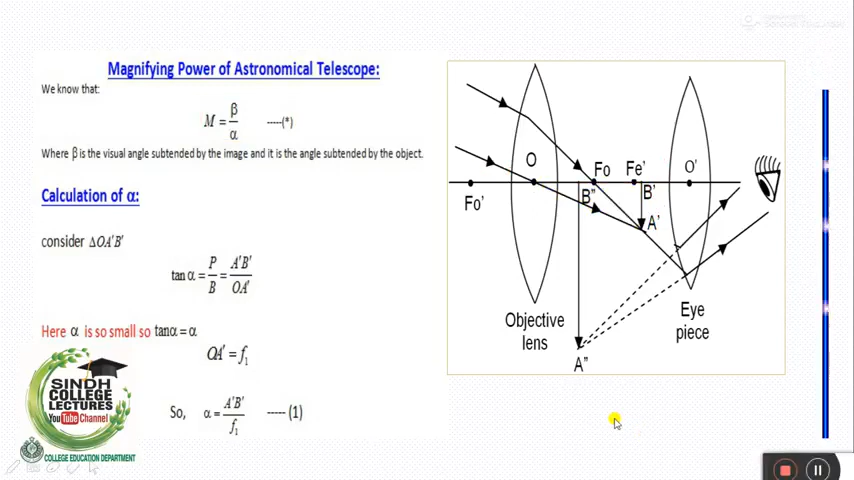 Magnifying Power of Astronomical Telescope:
We know that:
M = β/α -----(*)
Where β is the visual angle subtended by the image and it is the angle subtended by the object.
Calculation of α:
consider ΔOA'B'
tan α = P/B = A'B'/OA'
Here α is so small so tanα = α
OA' = f₁
So, α = A'B'/f₁ ----- (1)
SINDH
COLLEGE
LECTURES
YouTube Channel
COLLEGE EDUCATION DEPARTMENT
O
Fo
Fe'
O'
Fo'
B"
B'
A'
Objective
lens
Eye
piece
A"